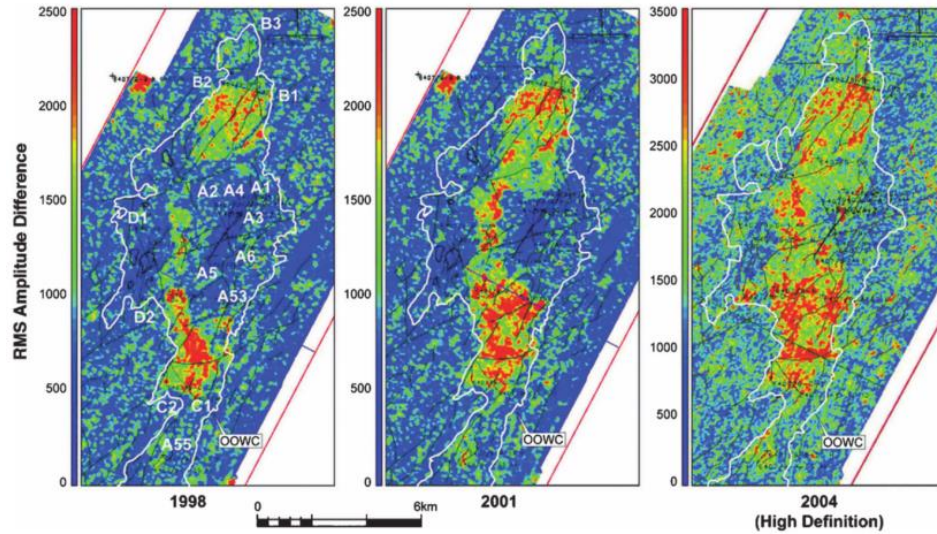 RMS Amplitude Difference
2500
2000
1500
1000
500
0
B3
B2
B1
A2 A4 A1
D1
A3
A6
A5
A53
D2
C2 C1
OOWC
A55
1998
2500
2000
1500
1000
500
0
OOWC
2001
3500
3000
2500
2000
1500
1000
500
0
OOWC
2004
(High Definition)
0
6km